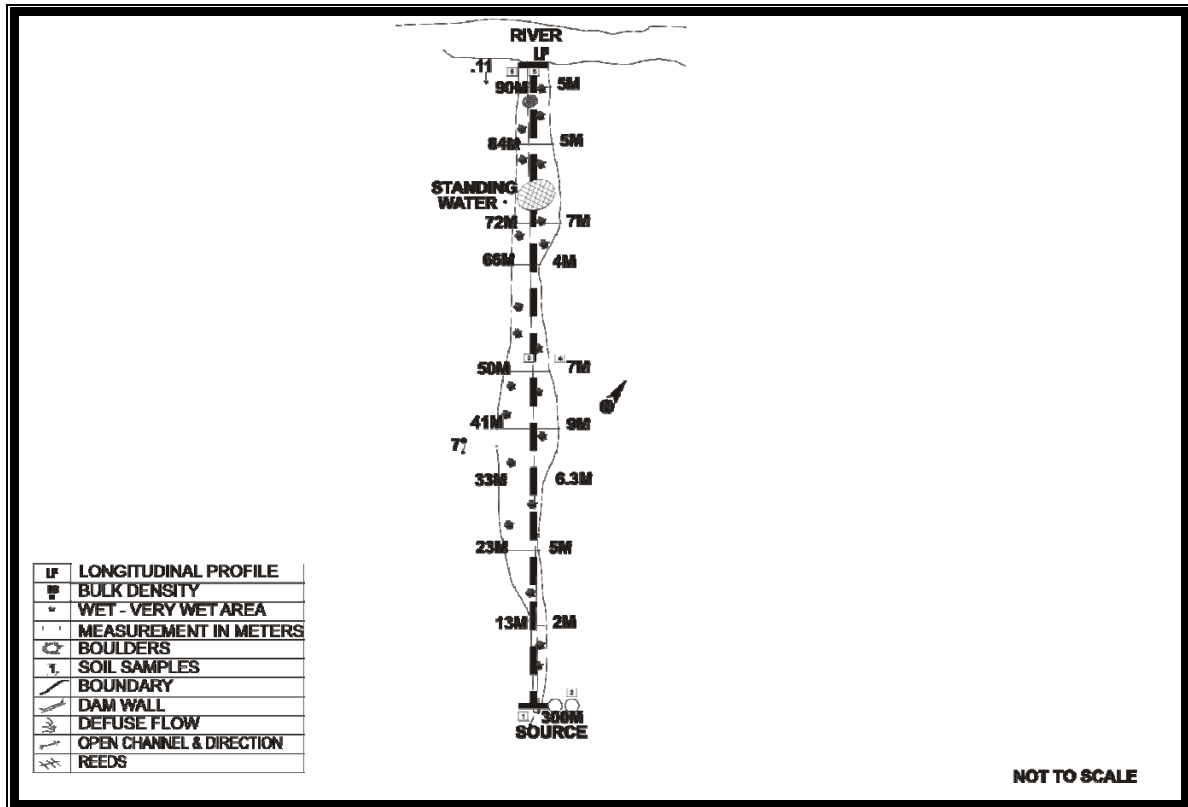 RIVER
LP
.11
90M 5M
84M 5M
STANDING
WATER
72M 7M
66M 4M
50M 7M
41M 9M
7°
33M 6.3M
23M 5M
13M 2M
1
300M
SOURCE
LP LONGITUDINAL PROFILE
BULK DENSITY
WET - VERY WET AREA
MEASUREMENT IN METERS
BOULDERS
SOIL SAMPLES
BOUNDARY
DAM WALL
DEFUSE FLOW
OPEN CHANNEL & DIRECTION
REEDS
NOT TO SCALE